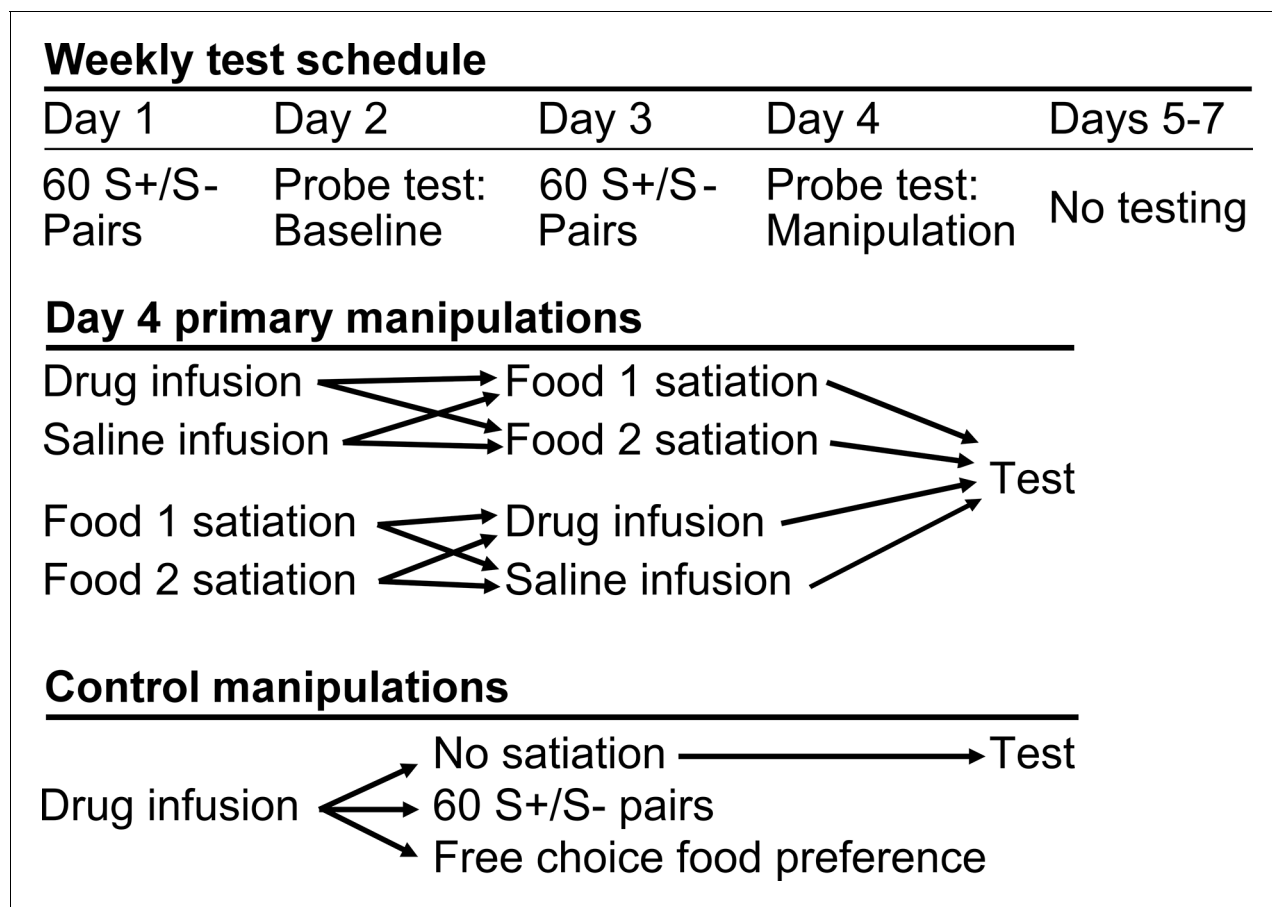 Weekly test schedule
Day 1 Day 2 Day 3 Day 4 Days 5-7
60 S+/S- Probe test: 60 S+/S- Probe test: No testing
Pairs Baseline Pairs Manipulation
Day 4 primary manipulations
Drug infusion Food 1 satiation
Saline infusion Food 2 satiation
Test
Food 1 satiation Drug infusion
Food 2 satiation Saline infusion
Control manipulations
No satiation Test
Drug infusion 60 S+/S- pairs
Free choice food preference